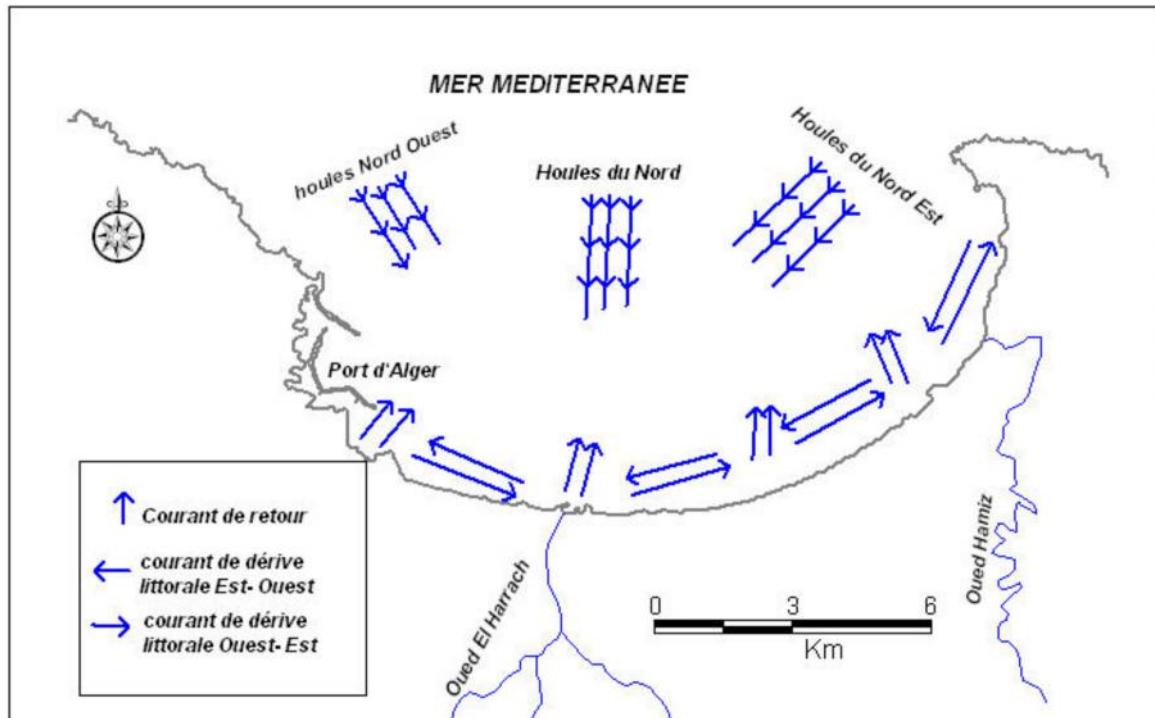 MER MEDITERRANEE
houles Nord Ouest
Houles du Nord
Houles du Nord Est
Port d'Alger
Courant de retour
courant de dérive
littorale Est- Ouest
courant de dérive
littorale Ouest- Est
Oued El Harrach
Oued Hamiz
0 3 6
Km